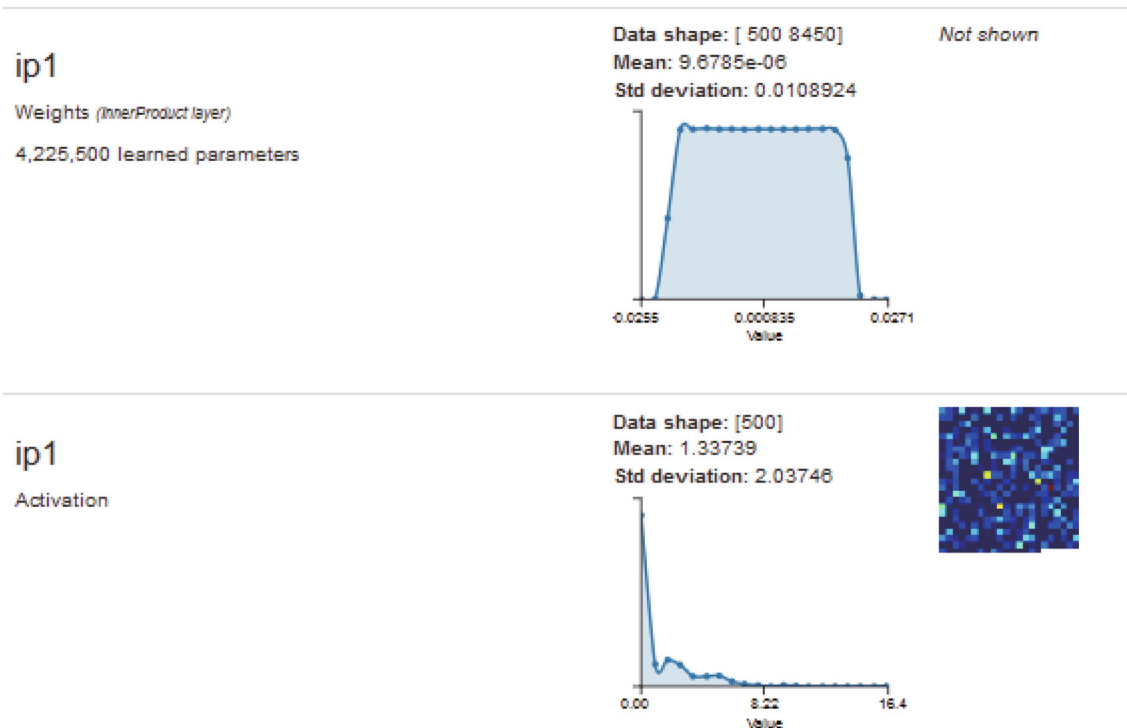 ip1
Weights (InnerProduct layer)
4,225,500 learned parameters
Data shape: [ 500 8450]
Mean: 9.6785e-06
Std deviation: 0.0108924
Not shown
-0.0255
0.000835
0.0271
Value
ip1
Activation
Data shape: [500]
Mean: 1.33739
Std deviation: 2.03746
0.00
8.22
16.4
Value